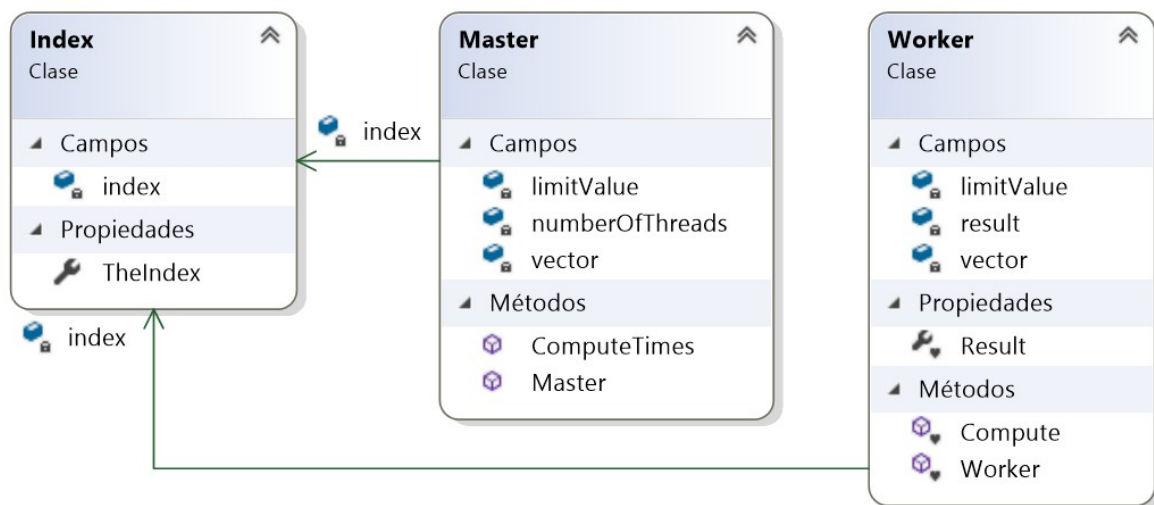 Index
Clase
Campos
index
Propiedades
TheIndex
index
index
Master
Clase
Campos
limitValue
numberOfThreads
vector
Métodos
ComputeTimes
Master
Worker
Clase
Campos
limitValue
result
vector
Propiedades
Result
Métodos
Compute
Worker